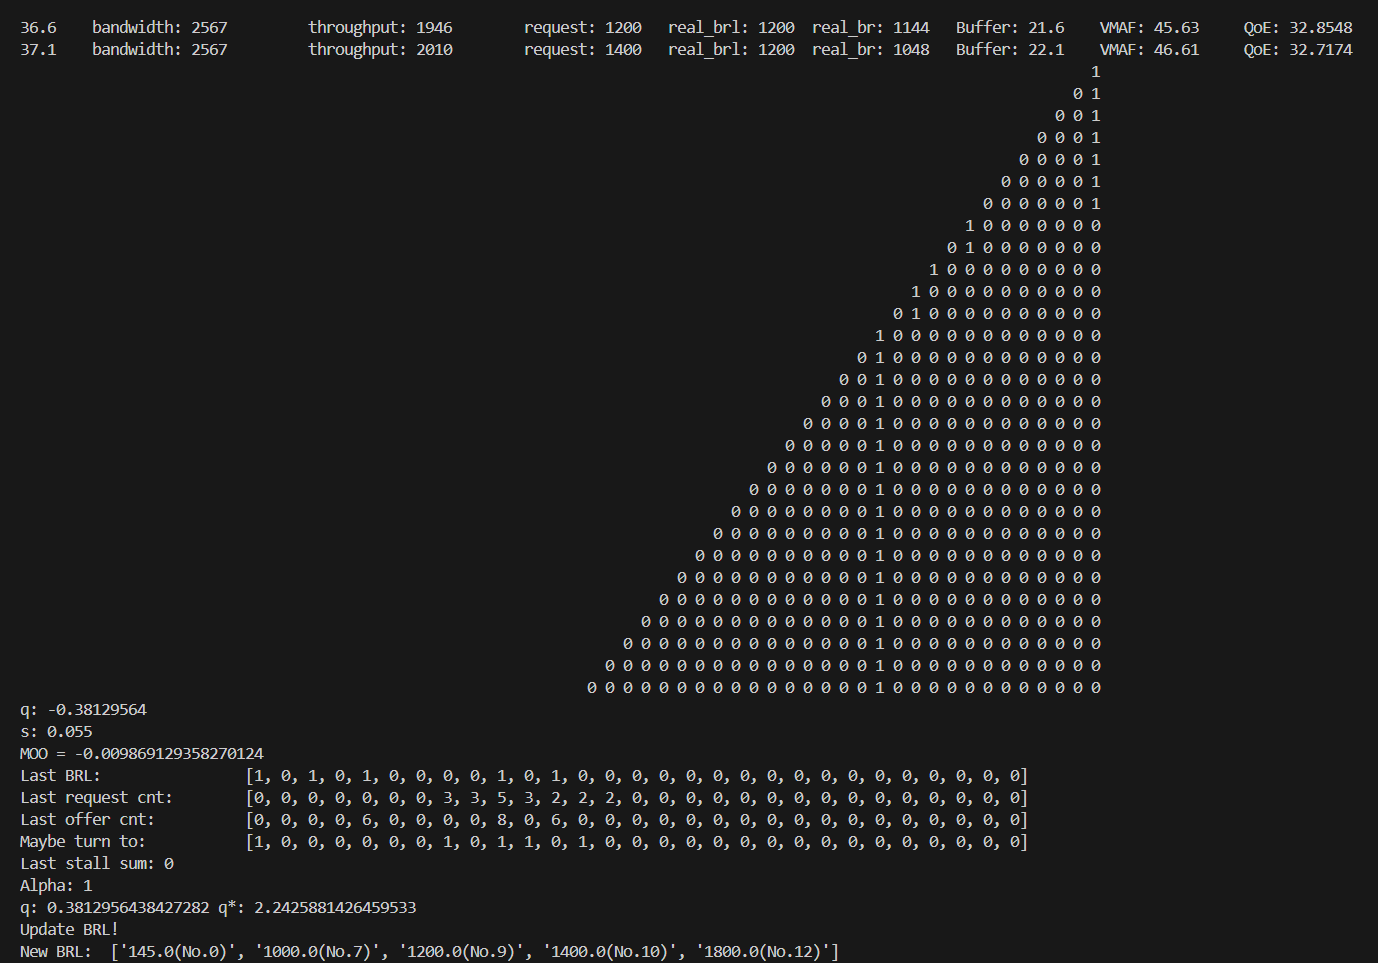 36.6 bandwidth: 2567 throughput: 1946 request: 1200 real_brl: 1200 real_br: 1144 Buffer: 21.6 VMAF: 45.63 QoE: 32.8548
37.1 bandwidth: 2567 throughput: 2010 request: 1400 real_brl: 1200 real_br: 1048 Buffer: 22.1 VMAF: 46.61 QoE: 32.7174
1
0 1
0 0 1
0 0 0 1
0 0 0 0 1
0 0 0 0 0 1
0 0 0 0 0 0 1
1 0 0 0 0 0 0 0
0 1 0 0 0 0 0 0 0
1 0 0 0 0 0 0 0 0 0
1 0 0 0 0 0 0 0 0 0 0
0 1 0 0 0 0 0 0 0 0 0 0
1 0 0 0 0 0 0 0 0 0 0 0 0
0 1 0 0 0 0 0 0 0 0 0 0 0 0
0 0 1 0 0 0 0 0 0 0 0 0 0 0 0
0 0 0 1 0 0 0 0 0 0 0 0 0 0 0 0
0 0 0 0 1 0 0 0 0 0 0 0 0 0 0 0 0
0 0 0 0 0 1 0 0 0 0 0 0 0 0 0 0 0 0
0 0 0 0 0 0 1 0 0 0 0 0 0 0 0 0 0 0 0
0 0 0 0 0 0 0 1 0 0 0 0 0 0 0 0 0 0 0 0
0 0 0 0 0 0 0 0 1 0 0 0 0 0 0 0 0 0 0 0 0
0 0 0 0 0 0 0 0 0 1 0 0 0 0 0 0 0 0 0 0 0 0
0 0 0 0 0 0 0 0 0 0 1 0 0 0 0 0 0 0 0 0 0 0 0
0 0 0 0 0 0 0 0 0 0 0 1 0 0 0 0 0 0 0 0 0 0 0 0
0 0 0 0 0 0 0 0 0 0 0 0 1 0 0 0 0 0 0 0 0 0 0 0 0
0 0 0 0 0 0 0 0 0 0 0 0 0 1 0 0 0 0 0 0 0 0 0 0 0 0
0 0 0 0 0 0 0 0 0 0 0 0 0 0 1 0 0 0 0 0 0 0 0 0 0 0 0
0 0 0 0 0 0 0 0 0 0 0 0 0 0 0 1 0 0 0 0 0 0 0 0 0 0 0 0
0 0 0 0 0 0 0 0 0 0 0 0 0 0 0 0 1 0 0 0 0 0 0 0 0 0 0 0 0
q: -0.38129564
s: 0.055
MOO = -0.009869129358270124
Last BRL: [1, 0, 1, 0, 1, 0, 0, 0, 0, 1, 0, 1, 0, 0, 0, 0, 0, 0, 0, 0, 0, 0, 0, 0, 0, 0, 0, 0, 0]
Last request cnt: [0, 0, 0, 0, 0, 0, 0, 3, 3, 5, 3, 2, 2, 2, 0, 0, 0, 0, 0, 0, 0, 0, 0, 0, 0, 0, 0, 0, 0]
Last offer cnt: [0, 0, 0, 0, 6, 0, 0, 0, 0, 8, 0, 6, 0, 0, 0, 0, 0, 0, 0, 0, 0, 0, 0, 0, 0, 0, 0, 0, 0]
Maybe turn to: [1, 0, 0, 0, 0, 0, 0, 1, 0, 1, 1, 0, 1, 0, 0, 0, 0, 0, 0, 0, 0, 0, 0, 0, 0, 0, 0, 0, 0]
Last stall sum: 0
Alpha: 1
q: 0.3812956438427282 q*: 2.2425881426459533
Update BRL!
New BRL: ['145.0(No.0)', '1000.0(No.7)', '1200.0(No.9)', '1400.0(No.10)', '1800.0(No.12)']